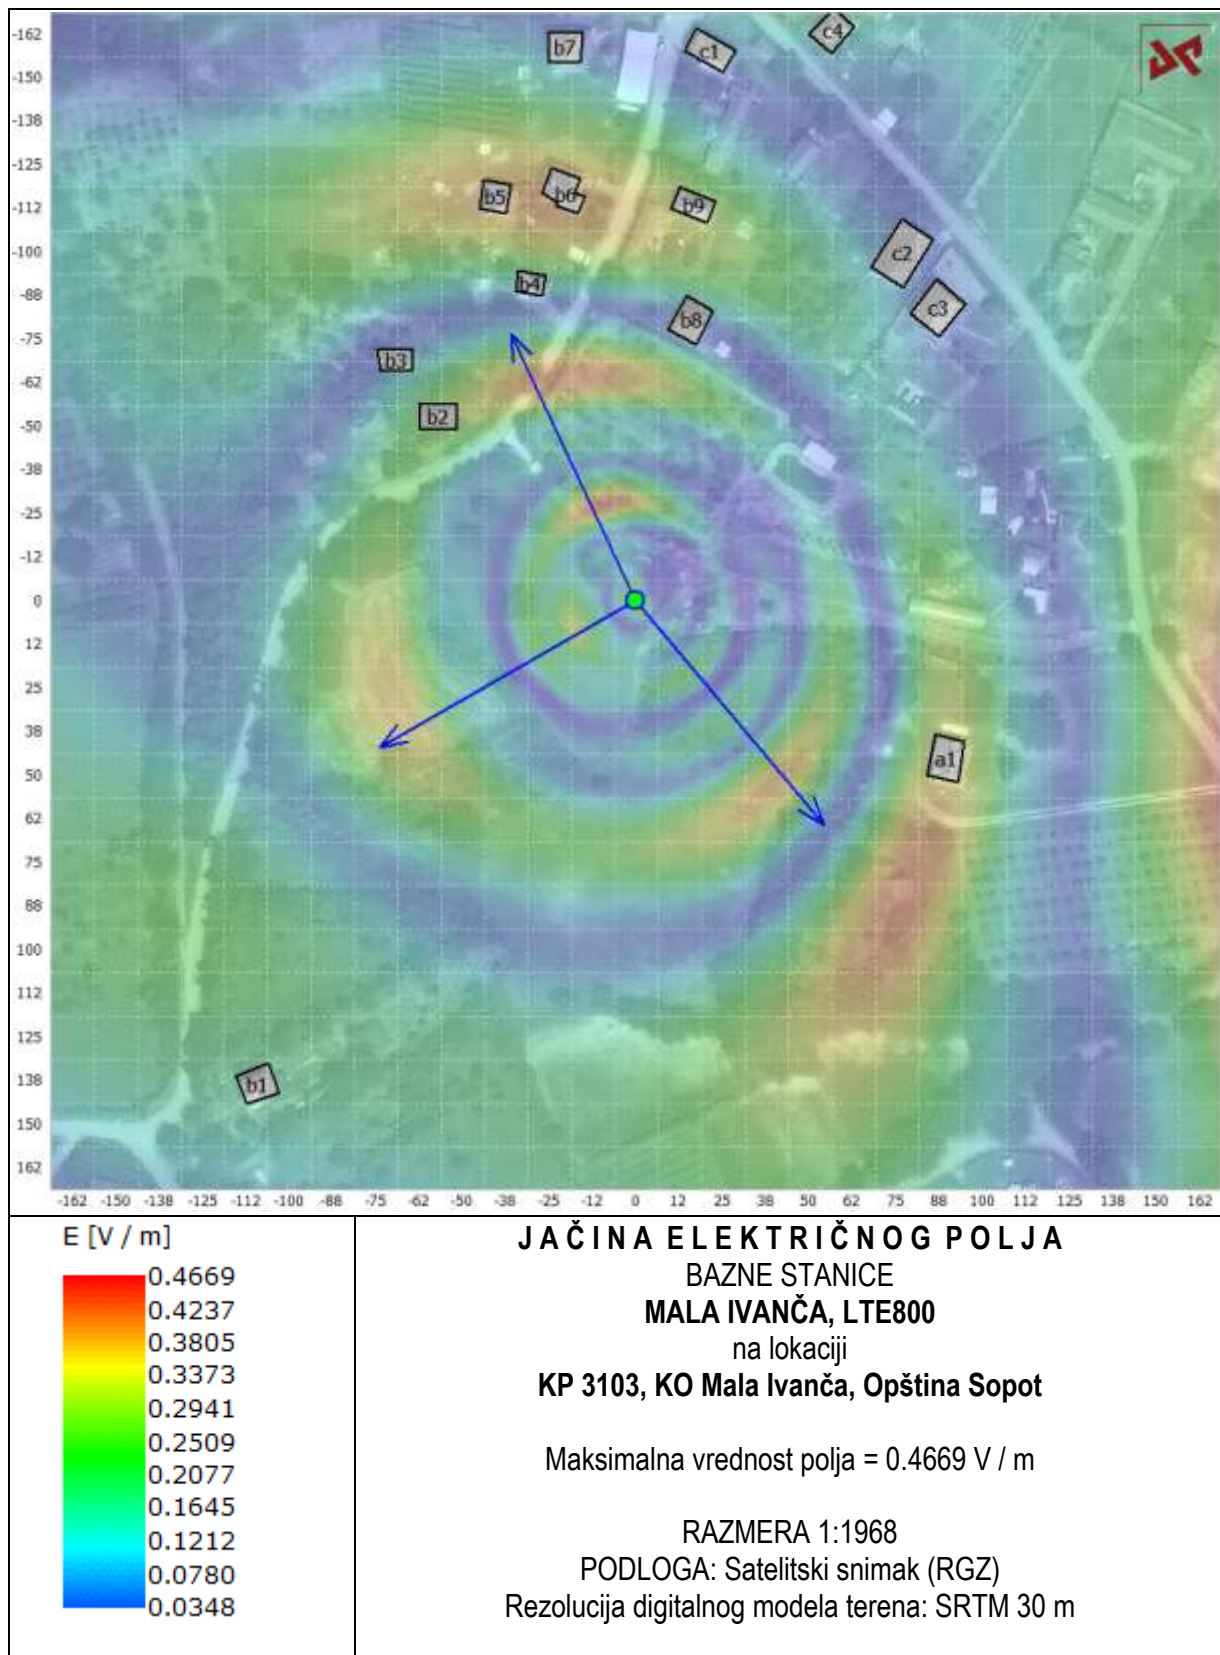 -162
-150
-138
-125
-112
-100
-88
-75
-62
-50
-38
-25
-12
0
12
25
38
50
62
75
88
100
112
125
138
150
162
b7
c1
c4
b5
b6
b9
c2
b4
c3
b8
b3
b2
a1
b1
-162 -150 -138 -125 -112 -100 -88 -75 -62 -50 -38 -25 -12 0 12 25 38 50 62 75 88 100 112 125 138 150 162
E [V / m]
0.4669
0.4237
0.3805
0.3373
0.2941
0.2509
0.2077
0.1645
0.1212
0.0780
0.0348
JAČINA ELEKTRIČNOG POLJA
BAZNE STANICE
MALA IVANČA, LTE800
na lokaciji
KP 3103, KO Mala Ivanča, Opština Sopot
Maksimalna vrednost polja = 0.4669 V / m
RAZMERA 1:1968
PODLOGA: Satelitski snimak (RGZ)
Rezolucija digitalnog modela terena: SRTM 30 m